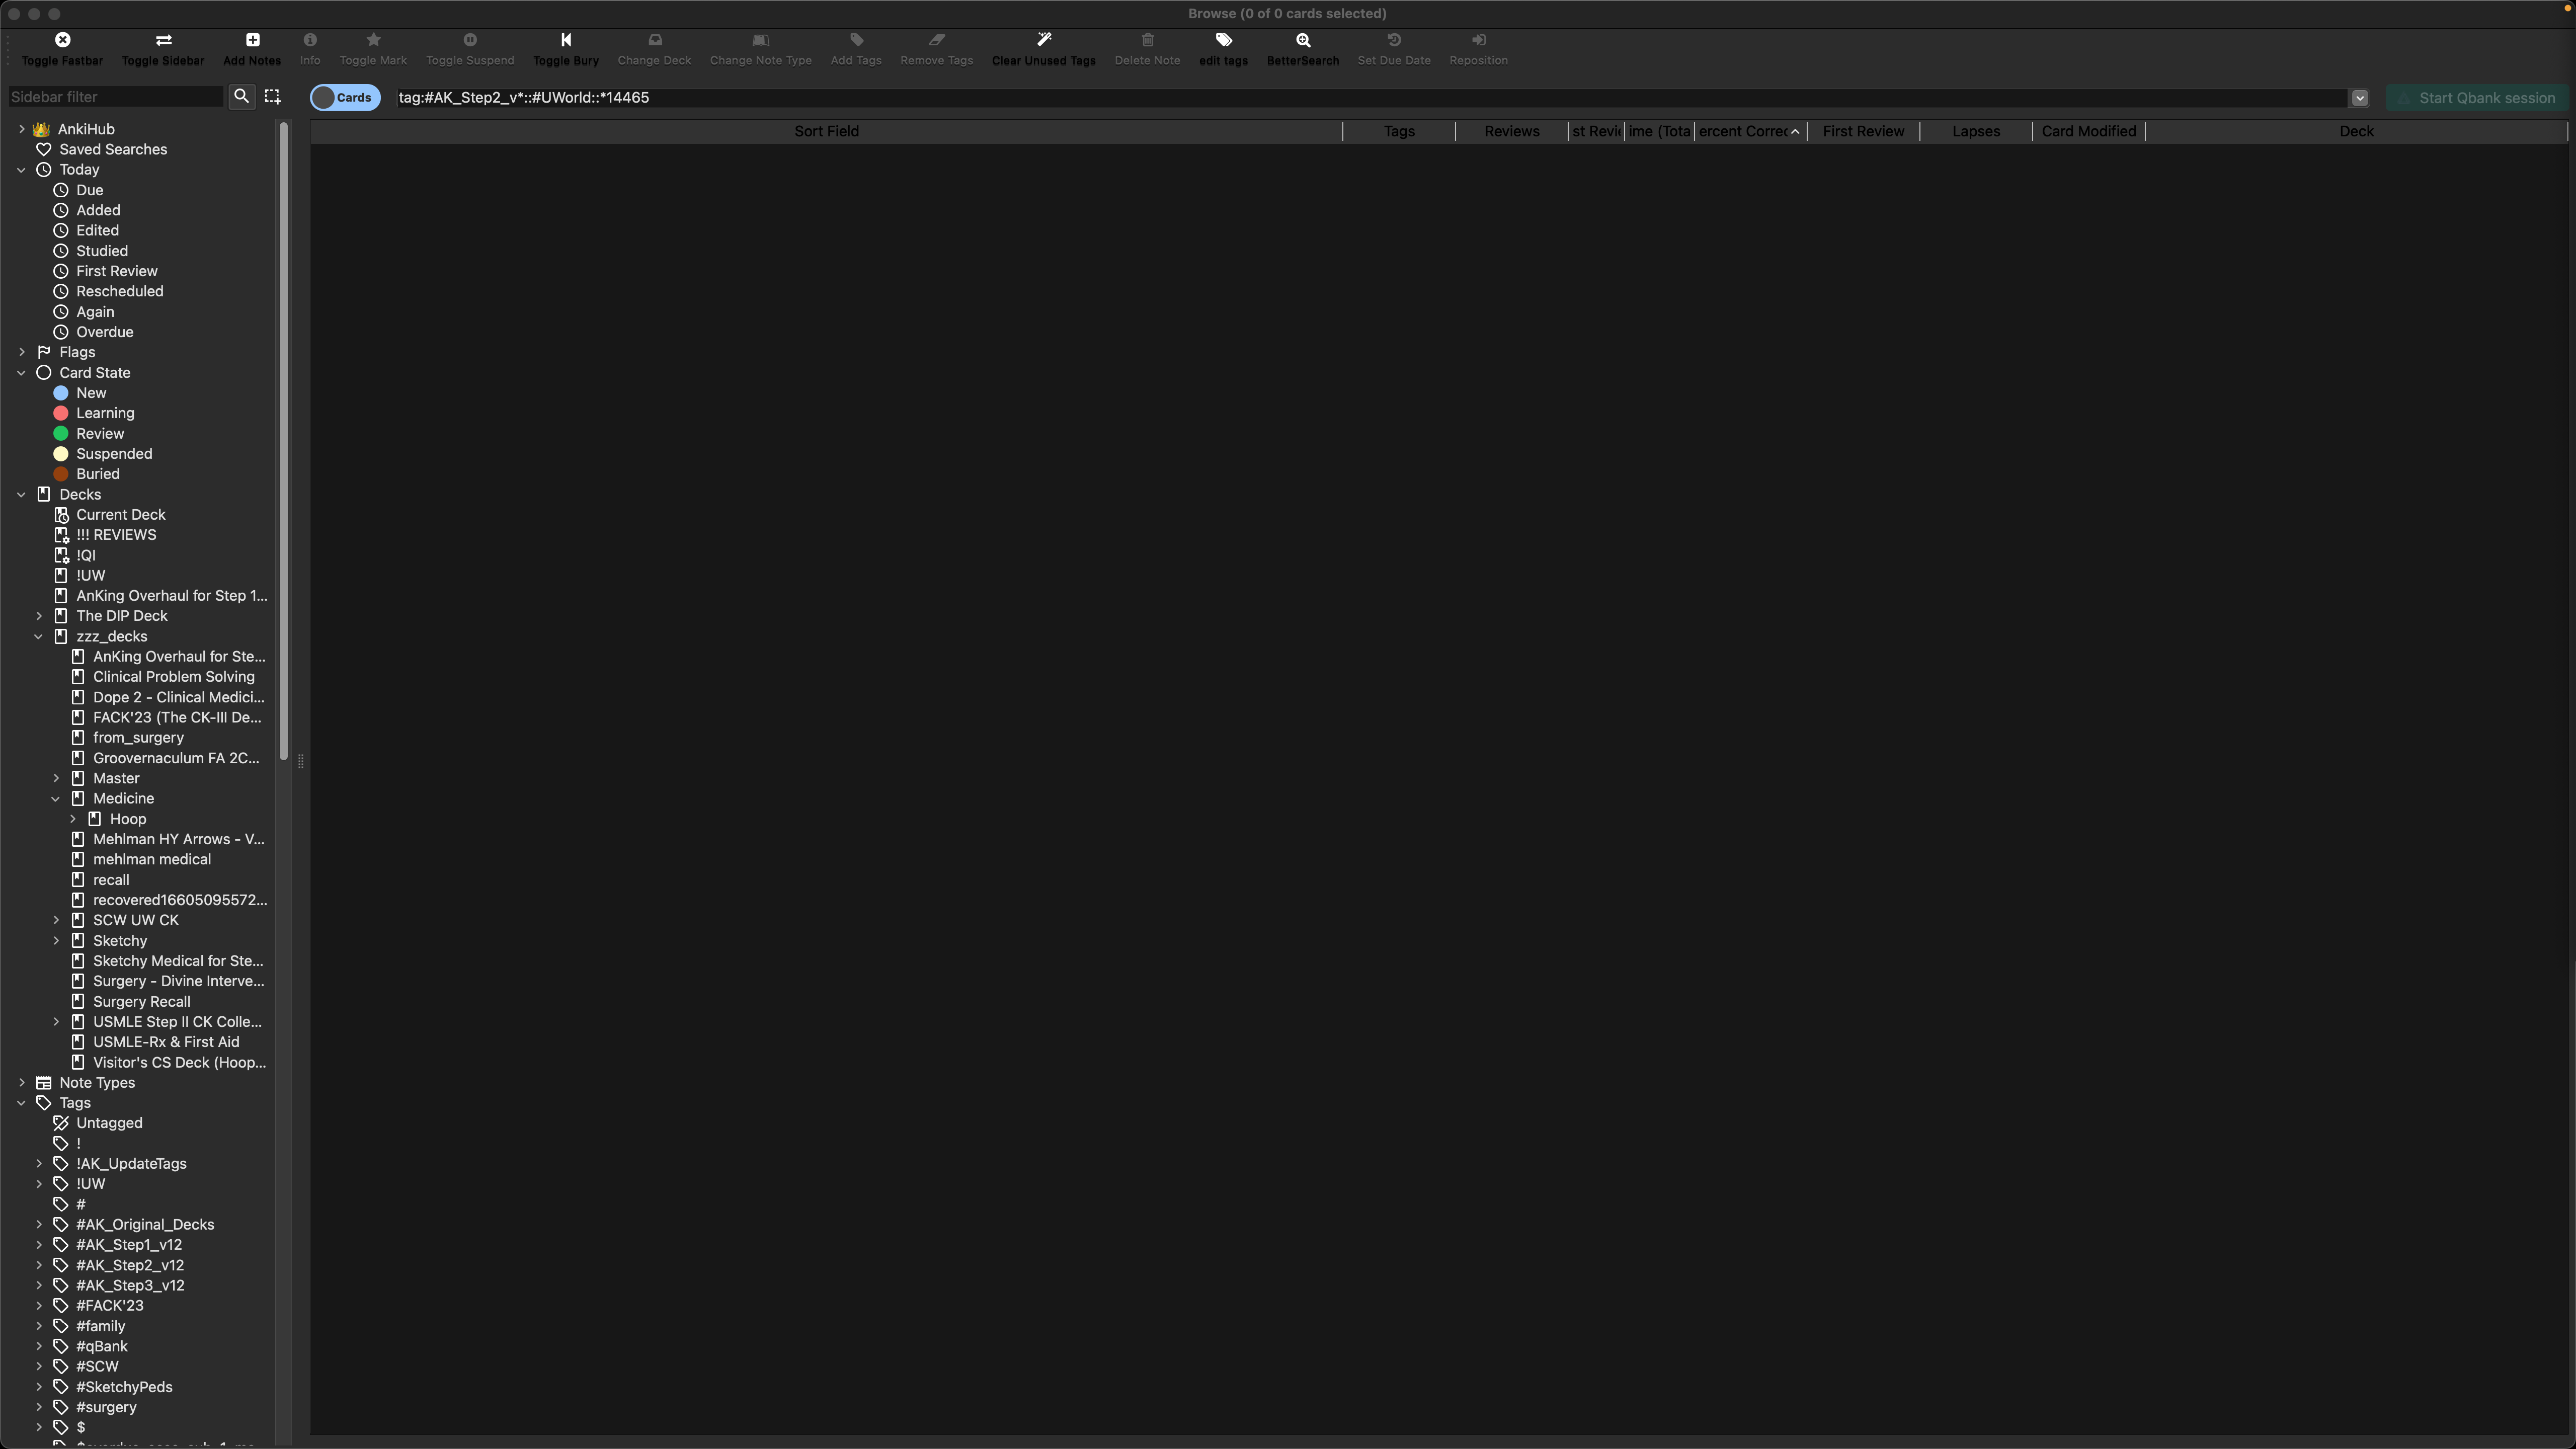 Browse (0 of 0 cards selected)
Toggle Fastbar Toggle Sidebar Add Notes Info Toggle Mark Toggle Suspend Toggle Bury Change Deck Change Note Type Add Tags Remove Tags Clear Unused Tags Delete Note edit tags BetterSearch Set Due Date Reposition
Sidebar filter
Cards tag:#AK_Step2_v*::#UWorld::*14465 Start Qbank session
Sort Field Tags Reviews st Revi ime (Tota ercent Correc First Review Lapses Card Modified Deck
AnkiHub
Saved Searches
Today
Due
Added
Edited
Studied
First Review
Rescheduled
Again
Overdue
Flags
Card State
New
Learning
Review
Suspended
Buried
Decks
Current Deck
!!! REVIEWS
!QI
!UW
AnKing Overhaul for Step 1...
The DIP Deck
zzz_decks
AnKing Overhaul for Ste...
Clinical Problem Solving
Dope 2 - Clinical Medici...
FACK'23 (The CK-III De...
from_surgery
Groovernaculum FA 2C...
Master
Medicine
Hoop
Mehlman HY Arrows - V...
mehlman medical
recall
recovered16605095572...
SCW UW CK
Sketchy
Sketchy Medical for Ste...
Surgery - Divine Interve...
Surgery Recall
USMLE Step II CK Colle...
USMLE-Rx & First Aid
Visitor's CS Deck (Hoop...
Note Types
Tags
Untagged
!
!AK_UpdateTags
!UW
#
#AK_Original_Decks
#AK_Step1_v12
#AK_Step2_v12
#AK_Step3_v12
#FACK'23
#family
#qBank
#SCW
#SketchyPeds
#surgery
$